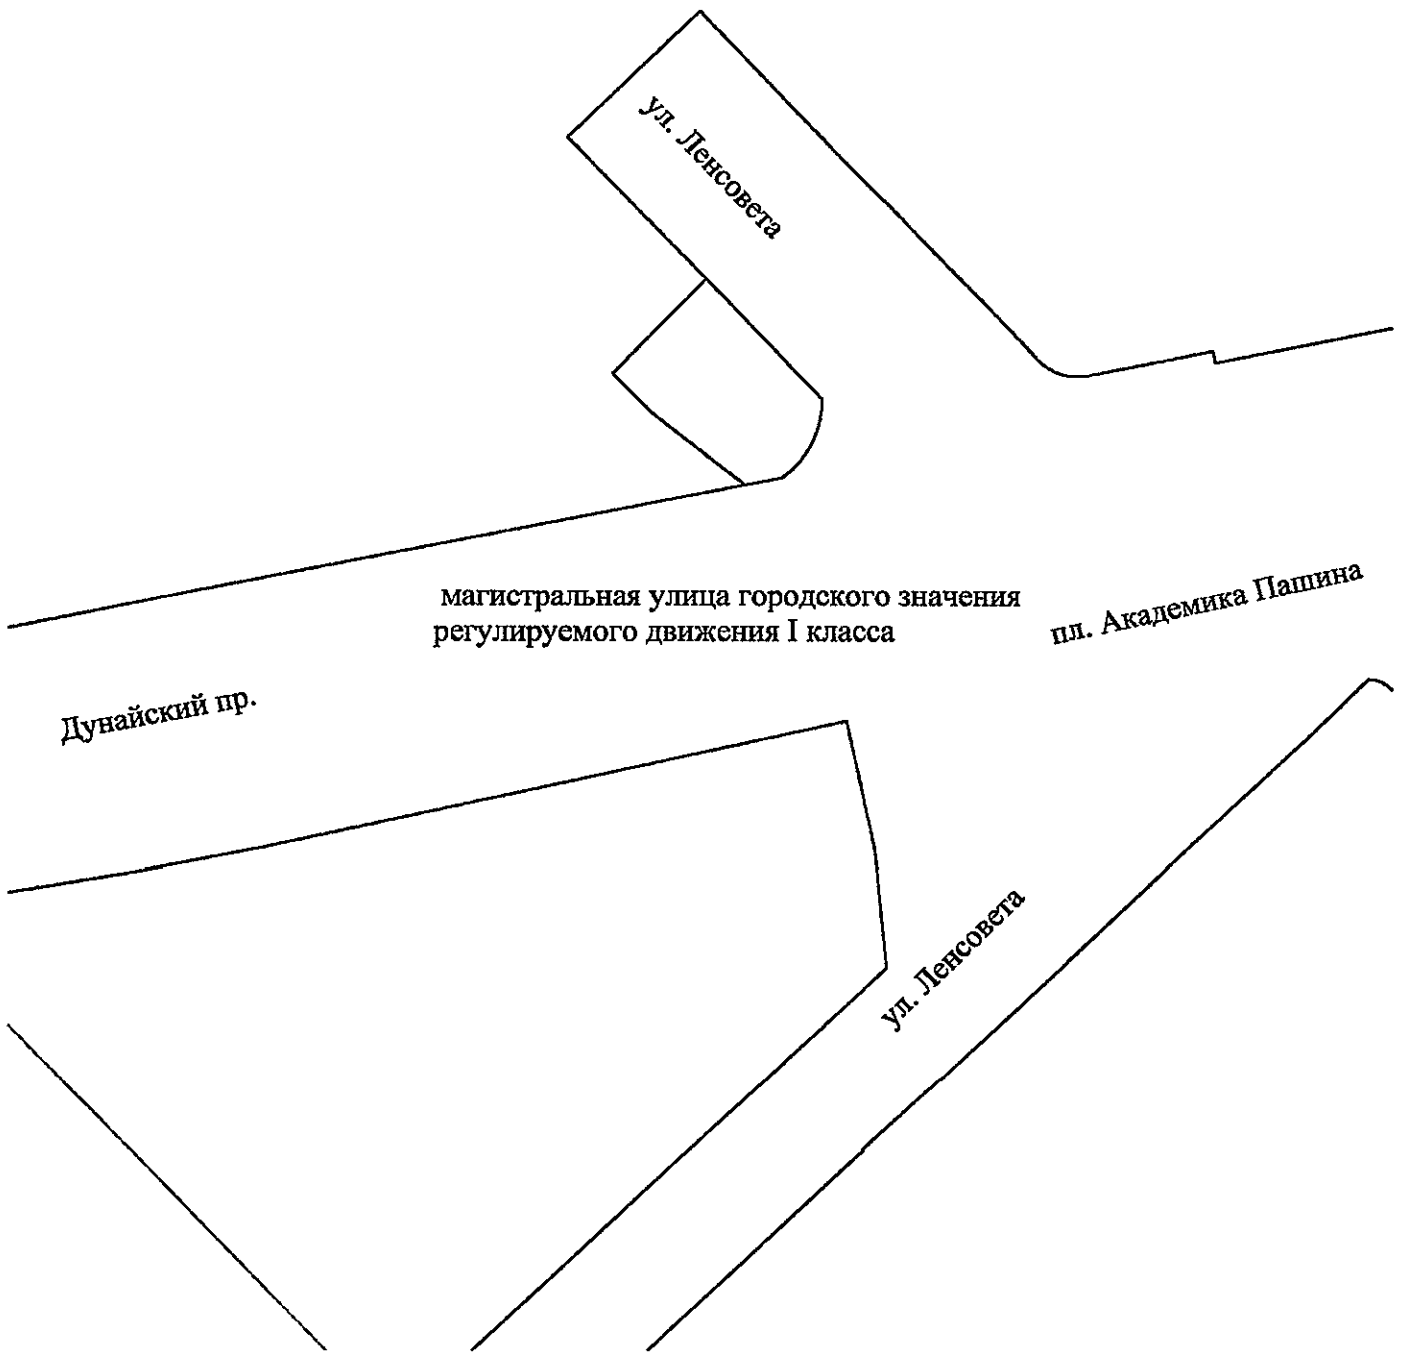 ул. Ленсовета
магистральная улица городского значения
регулируемого движения I класса
пл. Академика Пашина
Дунайский пр.
ул. Ленсовета